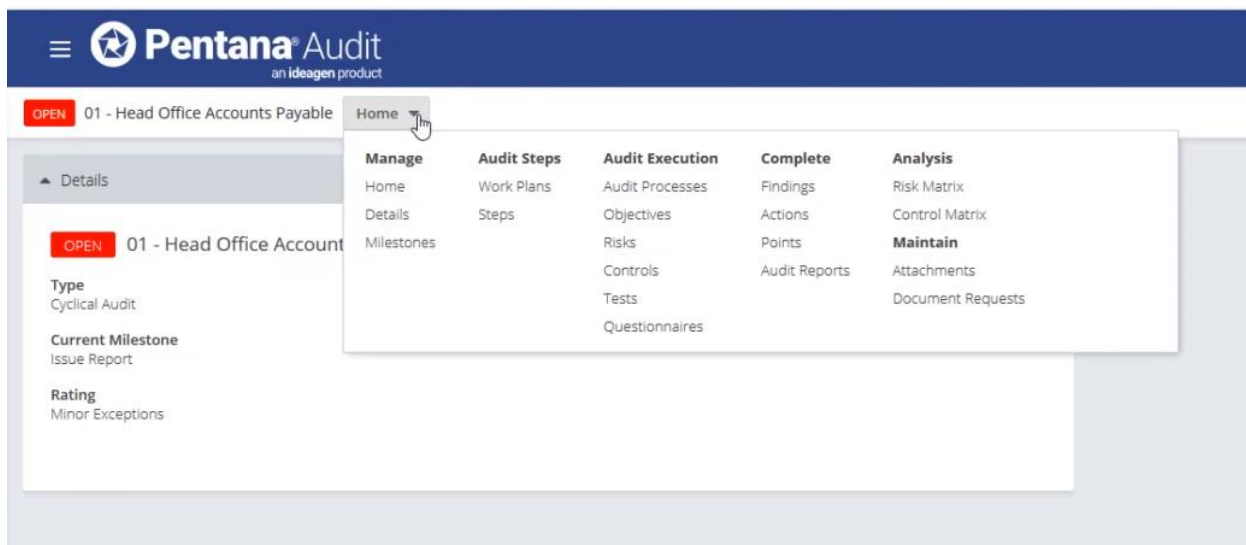 Pentana® Audit
an ideagen product
OPEN 01 - Head Office Accounts Payable Home
Details
OPEN 01 - Head Office Account
Type
Cyclical Audit
Current Milestone
Issue Report
Rating
Minor Exceptions
Manage
Home
Details
Milestones
Audit Steps
Work Plans
Steps
Audit Execution
Audit Processes
Objectives
Risks
Controls
Tests
Questionnaires
Complete
Findings
Actions
Points
Audit Reports
Analysis
Risk Matrix
Control Matrix
Maintain
Attachments
Document Requests